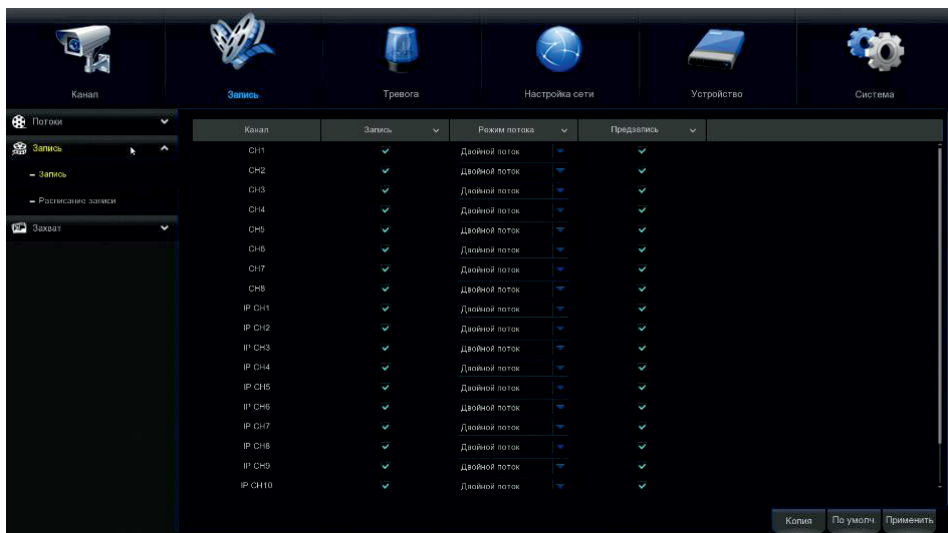 Канал Запись Тревога Настройка сети Устройство Система
Потоки
Запись
– Запись
– Расписание записи
Захват
Канал Запись Режим потока Предзапись
CH1 Двойной поток
CH2 Двойной поток
CH3 Двойной поток
CH4 Двойной поток
CH5 Двойной поток
CH6 Двойной поток
CH7 Двойной поток
CH8 Двойной поток
IP CH1 Двойной поток
IP CH2 Двойной поток
IP CH3 Двойной поток
IP CH4 Двойной поток
IP CH5 Двойной поток
IP CH6 Двойной поток
IP CH7 Двойной поток
IP CH8 Двойной поток
IP CH9 Двойной поток
IP CH10 Двойной поток
Копия По умолч. Применить